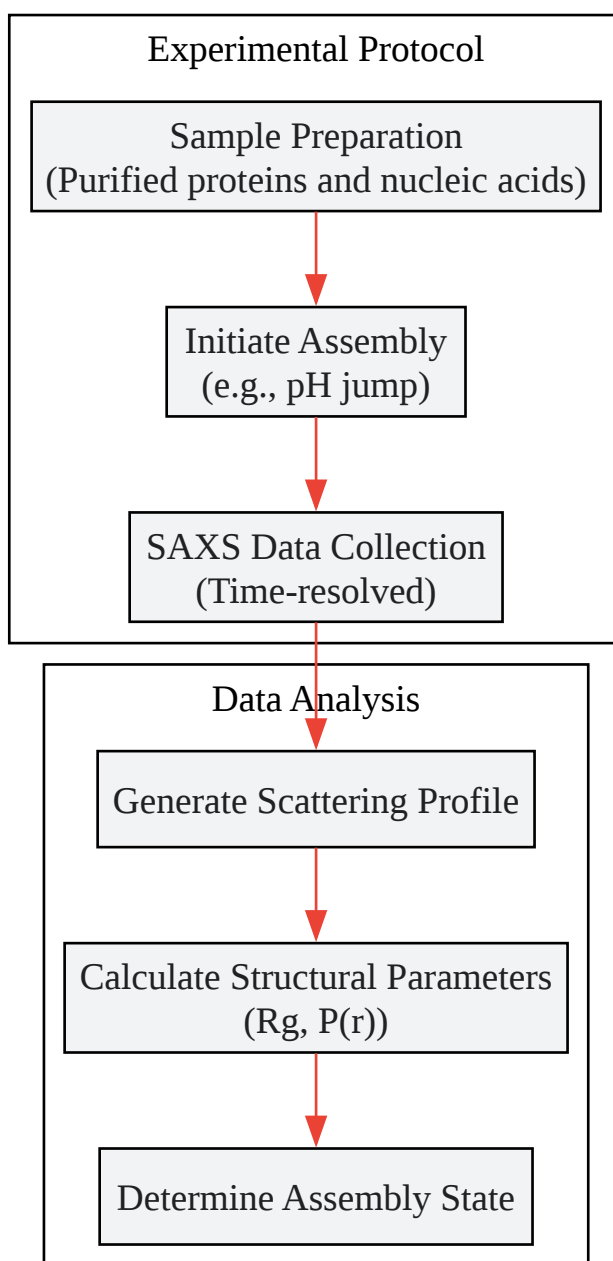 Experimental Protocol
Sample Preparation
(Purified proteins and nucleic acids)
Initiate Assembly
(e.g., pH jump)
SAXS Data Collection
(Time-resolved)
Data Analysis
Generate Scattering Profile
Calculate Structural Parameters
(Rg, P(r))
Determine Assembly State